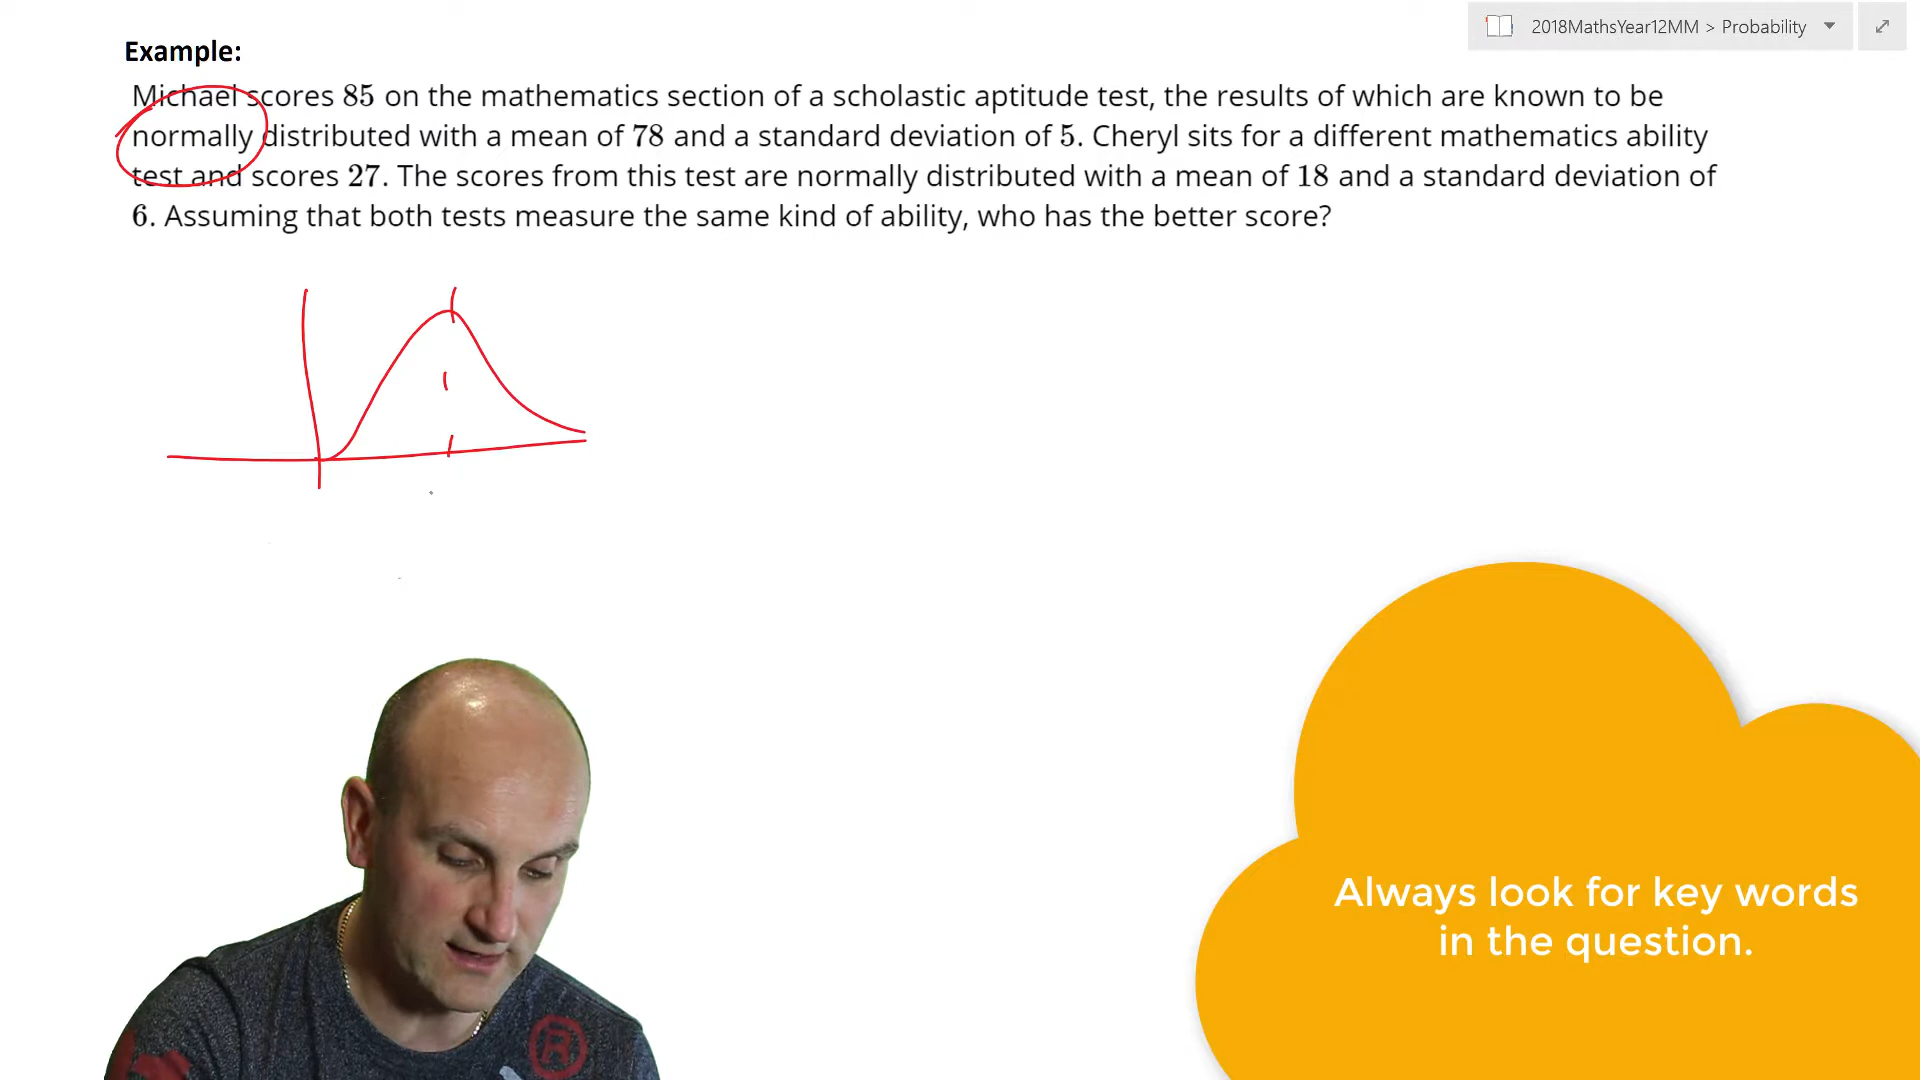 2018MathsYear12MM > Probability
Example:
Michael scores 85 on the mathematics section of a scholastic aptitude test, the results of which are known to be
normally distributed with a mean of 78 and a standard deviation of 5. Cheryl sits for a different mathematics ability
test and scores 27. The scores from this test are normally distributed with a mean of 18 and a standard deviation of
6. Assuming that both tests measure the same kind of ability, who has the better score?
Always look for key words
in the question.
®